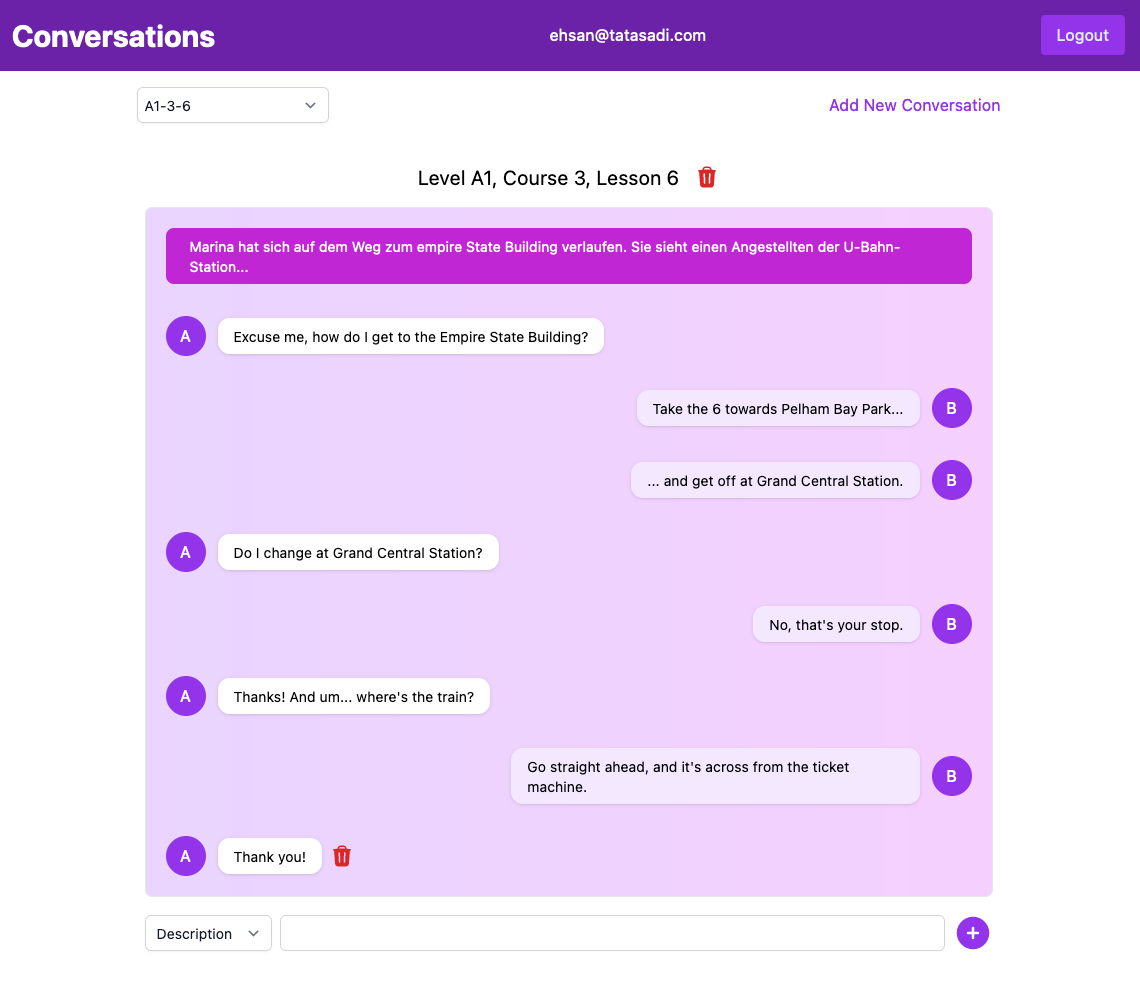 Conversations
ehsan@tatasadi.com
Logout
A1-3-6
Add New Conversation
Level A1, Course 3, Lesson 6
Marina hat sich auf dem Weg zum empire State Building verlaufen. Sie sieht einen Angestellten der U-Bahn-
Station...
A
Excuse me, how do I get to the Empire State Building?
Take the 6 towards Pelham Bay Park...
B
... and get off at Grand Central Station.
B
A
Do I change at Grand Central Station?
No, that's your stop.
B
A
Thanks! And um... where's the train?
Go straight ahead, and it's across from the ticket
machine.
B
A
Thank you!
Description